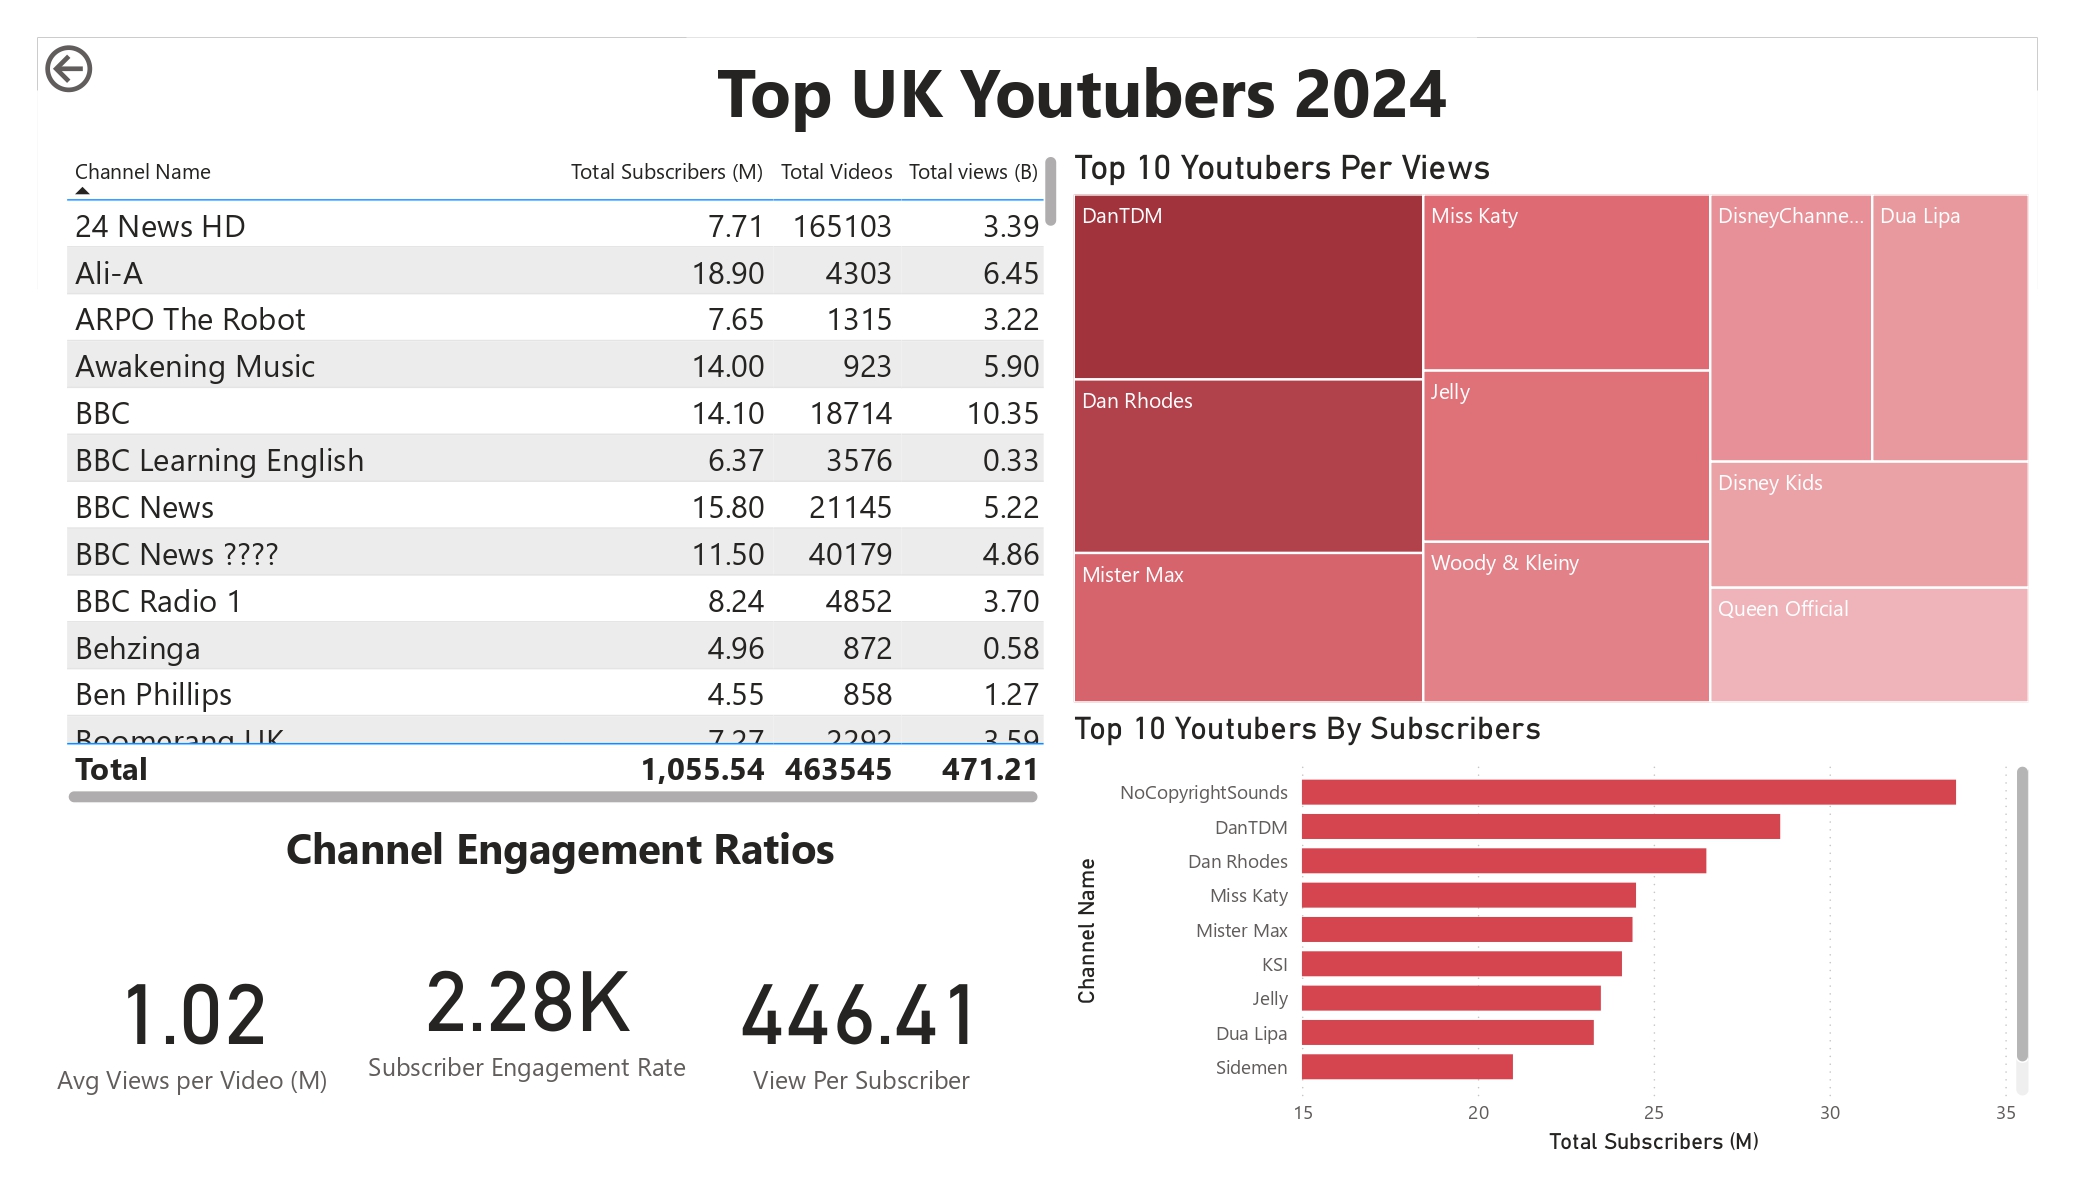 Top UK Youtubers 2024
Channel Name Total Subscribers (M) Total Videos Total views (B)
24 News HD 7.71 165103 3.39
Ali-A 18.90 4303 6.45
ARPO The Robot 7.65 1315 3.22
Awakening Music 14.00 923 5.90
BBC 14.10 18714 10.35
BBC Learning English 6.37 3576 0.33
BBC News 15.80 21145 5.22
BBC News ???? 11.50 40179 4.86
BBC Radio 1 8.24 4852 3.70
Behzinga 4.96 872 0.58
Ben Phillips 4.55 858 1.27
Boomerang UK 7.27 2292 3.59
Total 1,055.54 463545 471.21
Channel Engagement Ratios
1.02
Avg Views per Video (M)
2.28K
Subscriber Engagement Rate
446.41
View Per Subscriber
Top 10 Youtubers Per Views
DanTDM
Dan Rhodes
Mister Max
Miss Katy
Jelly
Woody & Kleiny
DisneyChanne...
Dua Lipa
Disney Kids
Queen Official
Top 10 Youtubers By Subscribers
Channel Name
NoCopyrightSounds
DanTDM
Dan Rhodes
Miss Katy
Mister Max
KSI
Jelly
Dua Lipa
Sidemen
15 20 25 30 35
Total Subscribers (M)